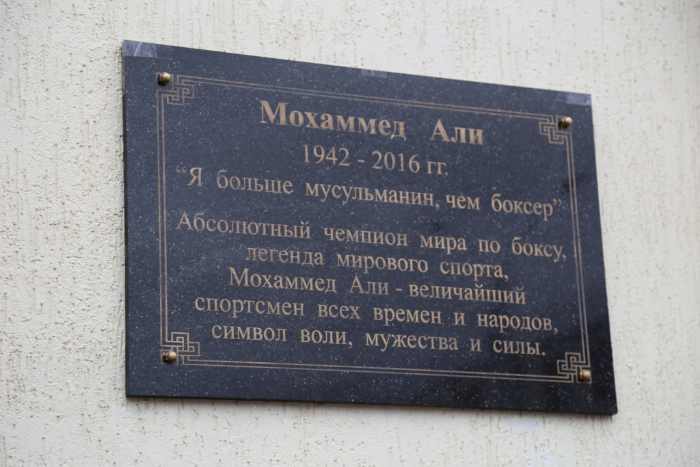 Мохаммед Али
1942 - 2016 гг.
“Я больше мусульманин, чем боксер”
Абсолютный чемпион мира по боксу,
легенда мирового спорта,
Мохаммед Али - величайший
спортсмен всех времен и народов,
символ воли, мужества и силы.